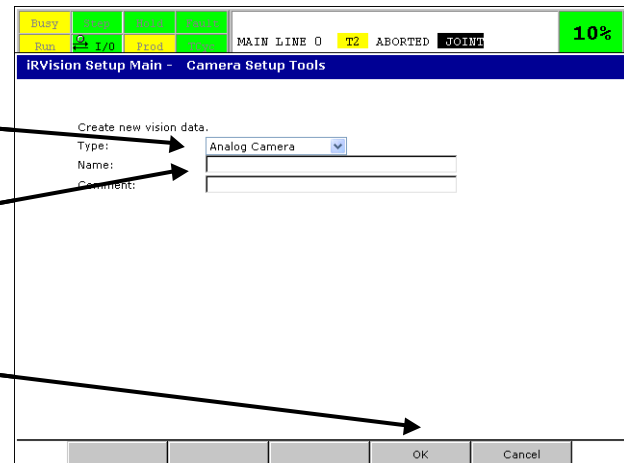 Busy Step Hold Fault
Run I/O Prod TCyc
MAIN LINE 0 T2 ABORTED JOINT
10%
iRVision Setup Main - Camera Setup Tools
Create new vision data.
Type: Analog Camera
Name:
Comment:
OK Cancel